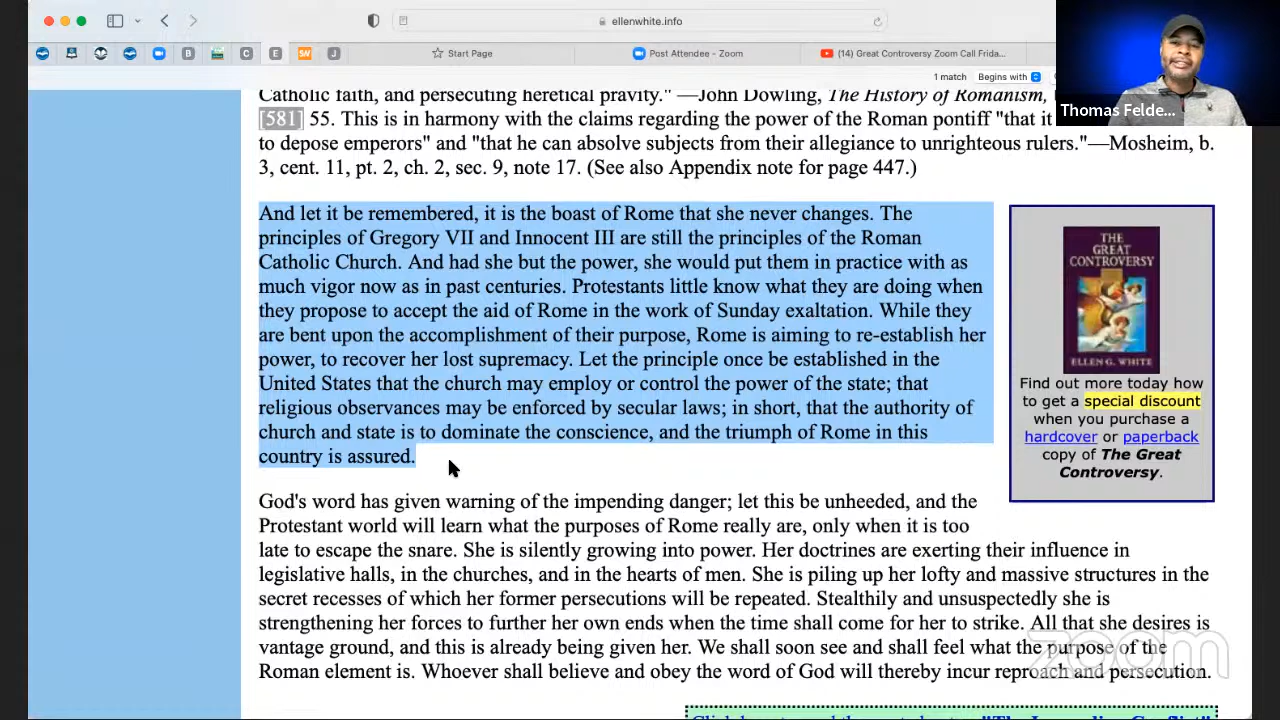 ellenwhite.info
B
C
E
SW
J
Start Page
Post Attendee - Zoom
(14) Great Controversy Zoom Call Frida...
1 match
Begins with
Thomas Felde...
Catholic faith, and persecuting heretical pravity." —John Dowling, The History of Romanism,
[581] 55. This is in harmony with the claims regarding the power of the Roman pontiff "that it
to depose emperors" and "that he can absolve subjects from their allegiance to unrighteous rulers."—Mosheim, b.
3, cent. 11, pt. 2, ch. 2, sec. 9, note 17. (See also Appendix note for page 447.)
And let it be remembered, it is the boast of Rome that she never changes. The
principles of Gregory VII and Innocent III are still the principles of the Roman
Catholic Church. And had she but the power, she would put them in practice with as
much vigor now as in past centuries. Protestants little know what they are doing when
they propose to accept the aid of Rome in the work of Sunday exaltation. While they
are bent upon the accomplishment of their purpose, Rome is aiming to re-establish her
power, to recover her lost supremacy. Let the principle once be established in the
United States that the church may employ or control the power of the state; that
religious observances may be enforced by secular laws; in short, that the authority of
church and state is to dominate the conscience, and the triumph of Rome in this
country is assured.
THE
GREAT
CONTROVERSY
ELLEN G. WHITE
Find out more today how
to get a special discount
when you purchase a
hardcover or paperback
copy of The Great
Controversy.
God's word has given warning of the impending danger; let this be unheeded, and the
Protestant world will learn what the purposes of Rome really are, only when it is too
late to escape the snare. She is silently growing into power. Her doctrines are exerting their influence in
legislative halls, in the churches, and in the hearts of men. She is piling up her lofty and massive structures in the
secret recesses of which her former persecutions will be repeated. Stealthily and unsuspectedly she is
strengthening her forces to further her own ends when the time shall come for her to strike. All that she desires is
vantage ground, and this is already being given her. We shall soon see and shall feel what the purpose of the
Roman element is. Whoever shall believe and obey the word of God will thereby incur reproach and persecution.
zoom